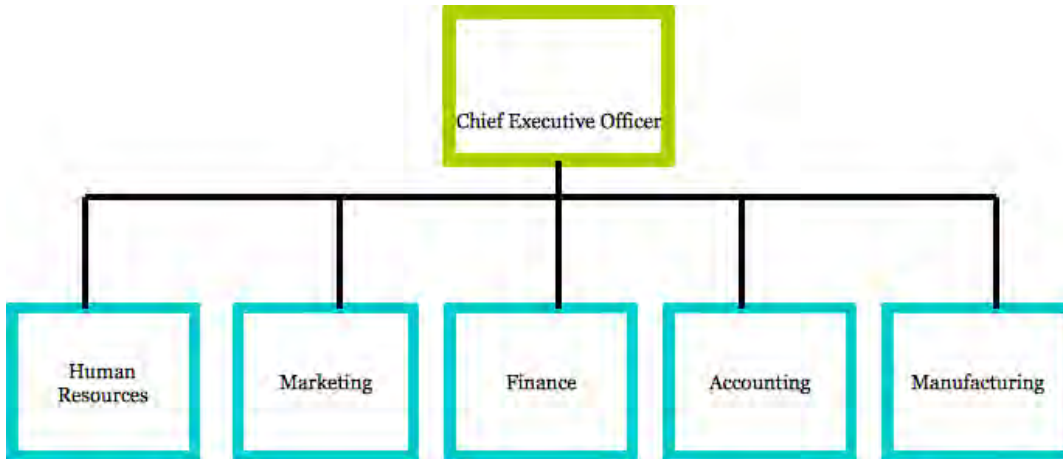 Chief Executive Officer
Human
Resources
Marketing
Finance
Accounting
Manufacturing